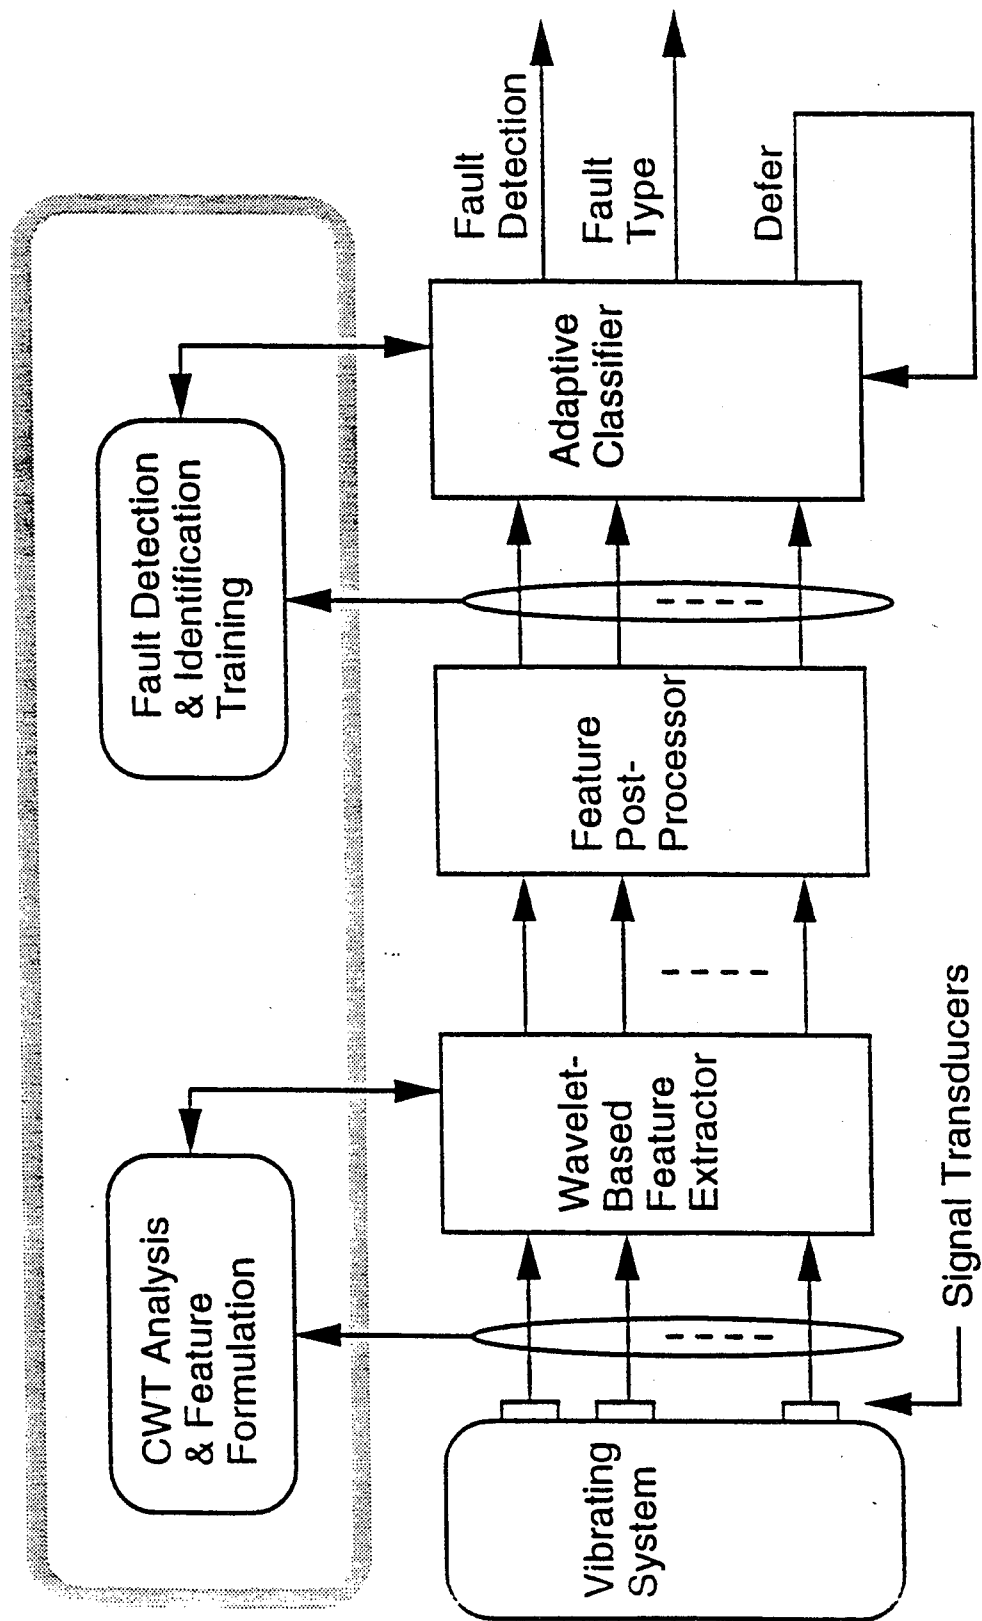 CWT Analysis
& Feature
Formulation
Fault Detection
& Identification
Training
Vibrating
System
Wavelet-
Based
Feature
Extractor
Feature
Post-
Processor
Adaptive
Classifier
Fault
Detection
Fault
Type
Defer
Signal Transducers